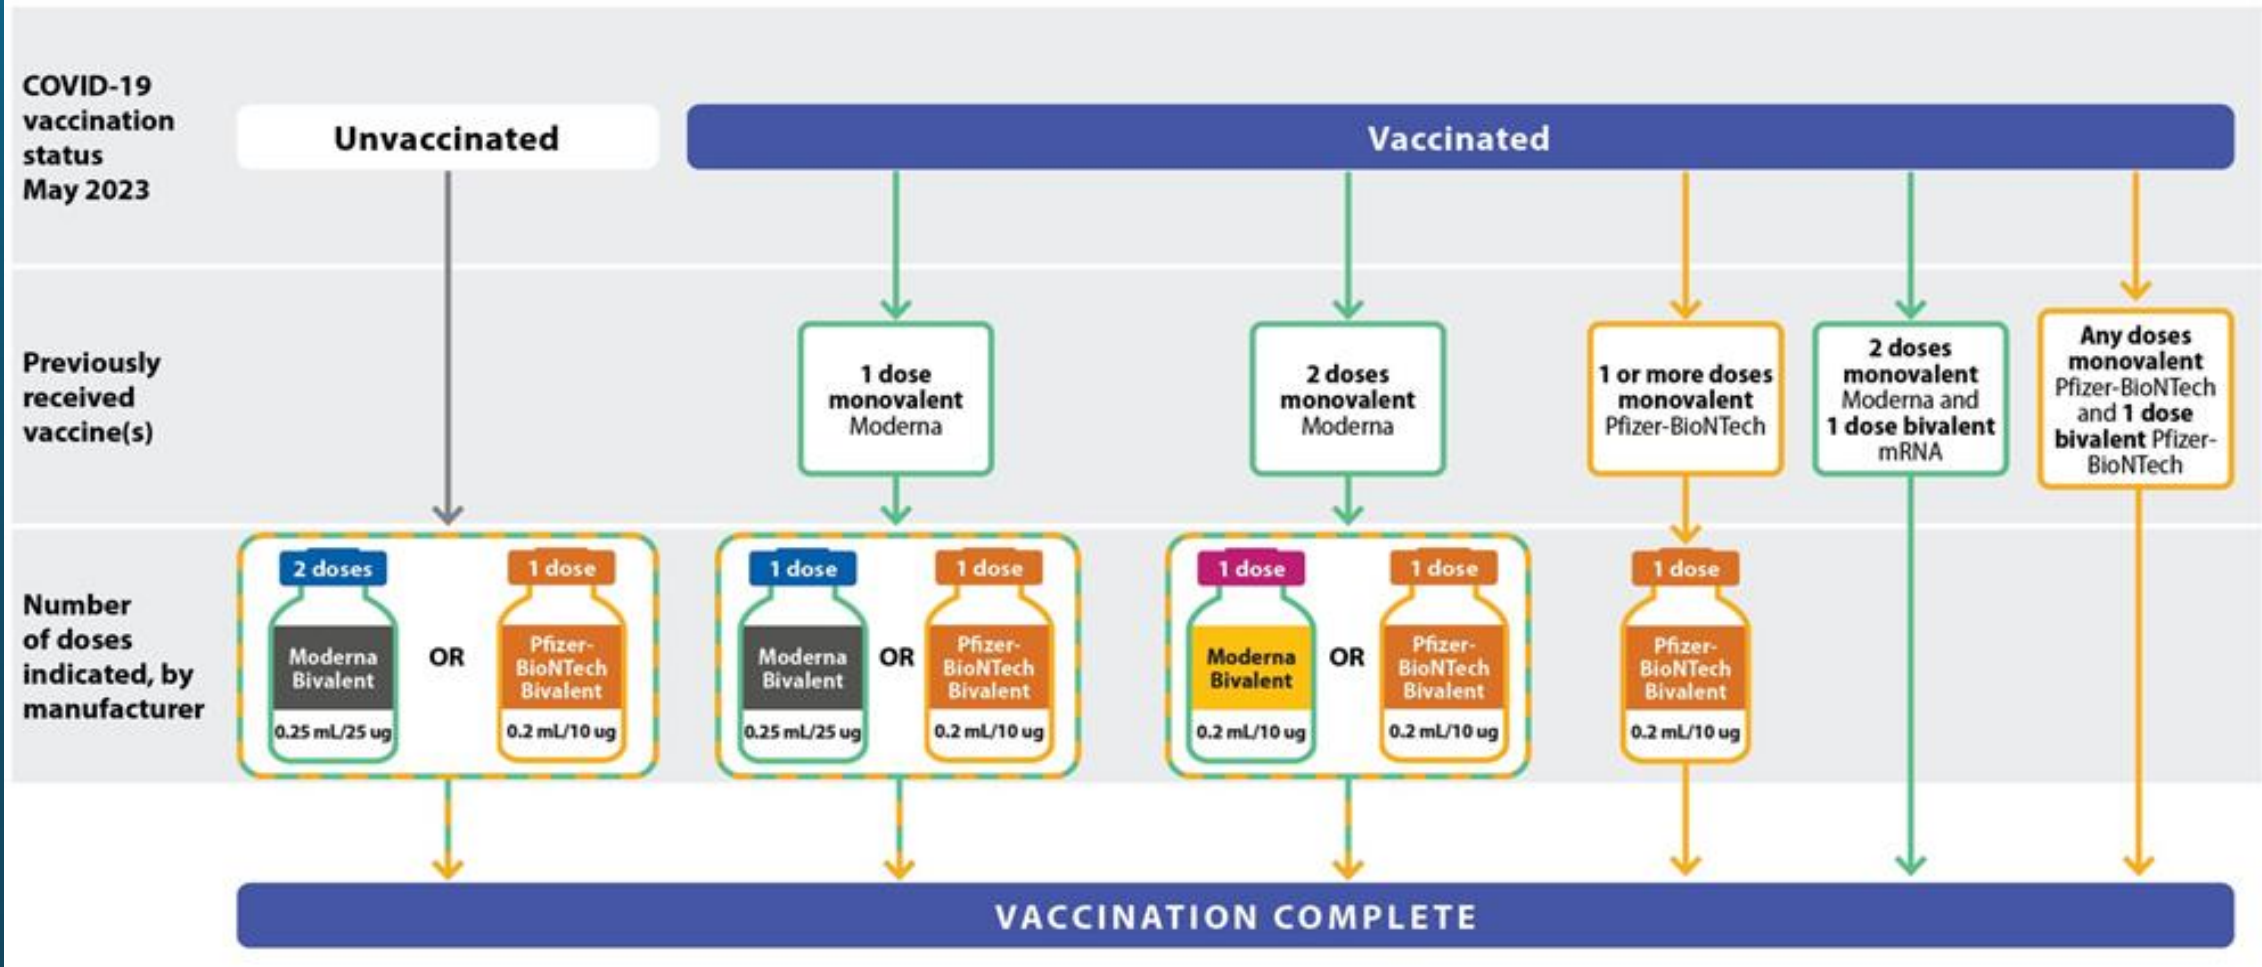 COVID-19
vaccination
status
May 2023
Unvaccinated
Vaccinated
Previously
received
vaccine(s)
1 dose
monovalent
Moderna
2 doses
monovalent
Moderna
1 or more doses
monovalent
Pfizer-BioNTech
2 doses
monovalent
Moderna and
1 dose bivalent
mRNA
Any doses
monovalent
Pfizer-BioNTech
and 1 dose
bivalent Pfizer-
BioNTech
Number
of doses
indicated, by
manufacturer
2 doses
Moderna
Bivalent
0.25 mL/25 ug
OR
1 dose
Pfizer-
BioNTech
Bivalent
0.2 mL/10 ug
1 dose
Moderna
Bivalent
0.25 mL/25 ug
OR
1 dose
Pfizer-
BioNTech
Bivalent
0.2 mL/10 ug
1 dose
Moderna
Bivalent
0.2 mL/10 ug
OR
1 dose
Pfizer-
BioNTech
Bivalent
0.2 mL/10 ug
1 dose
Pfizer-
BioNTech
Bivalent
0.2 mL/10 ug
VACCINATION COMPLETE